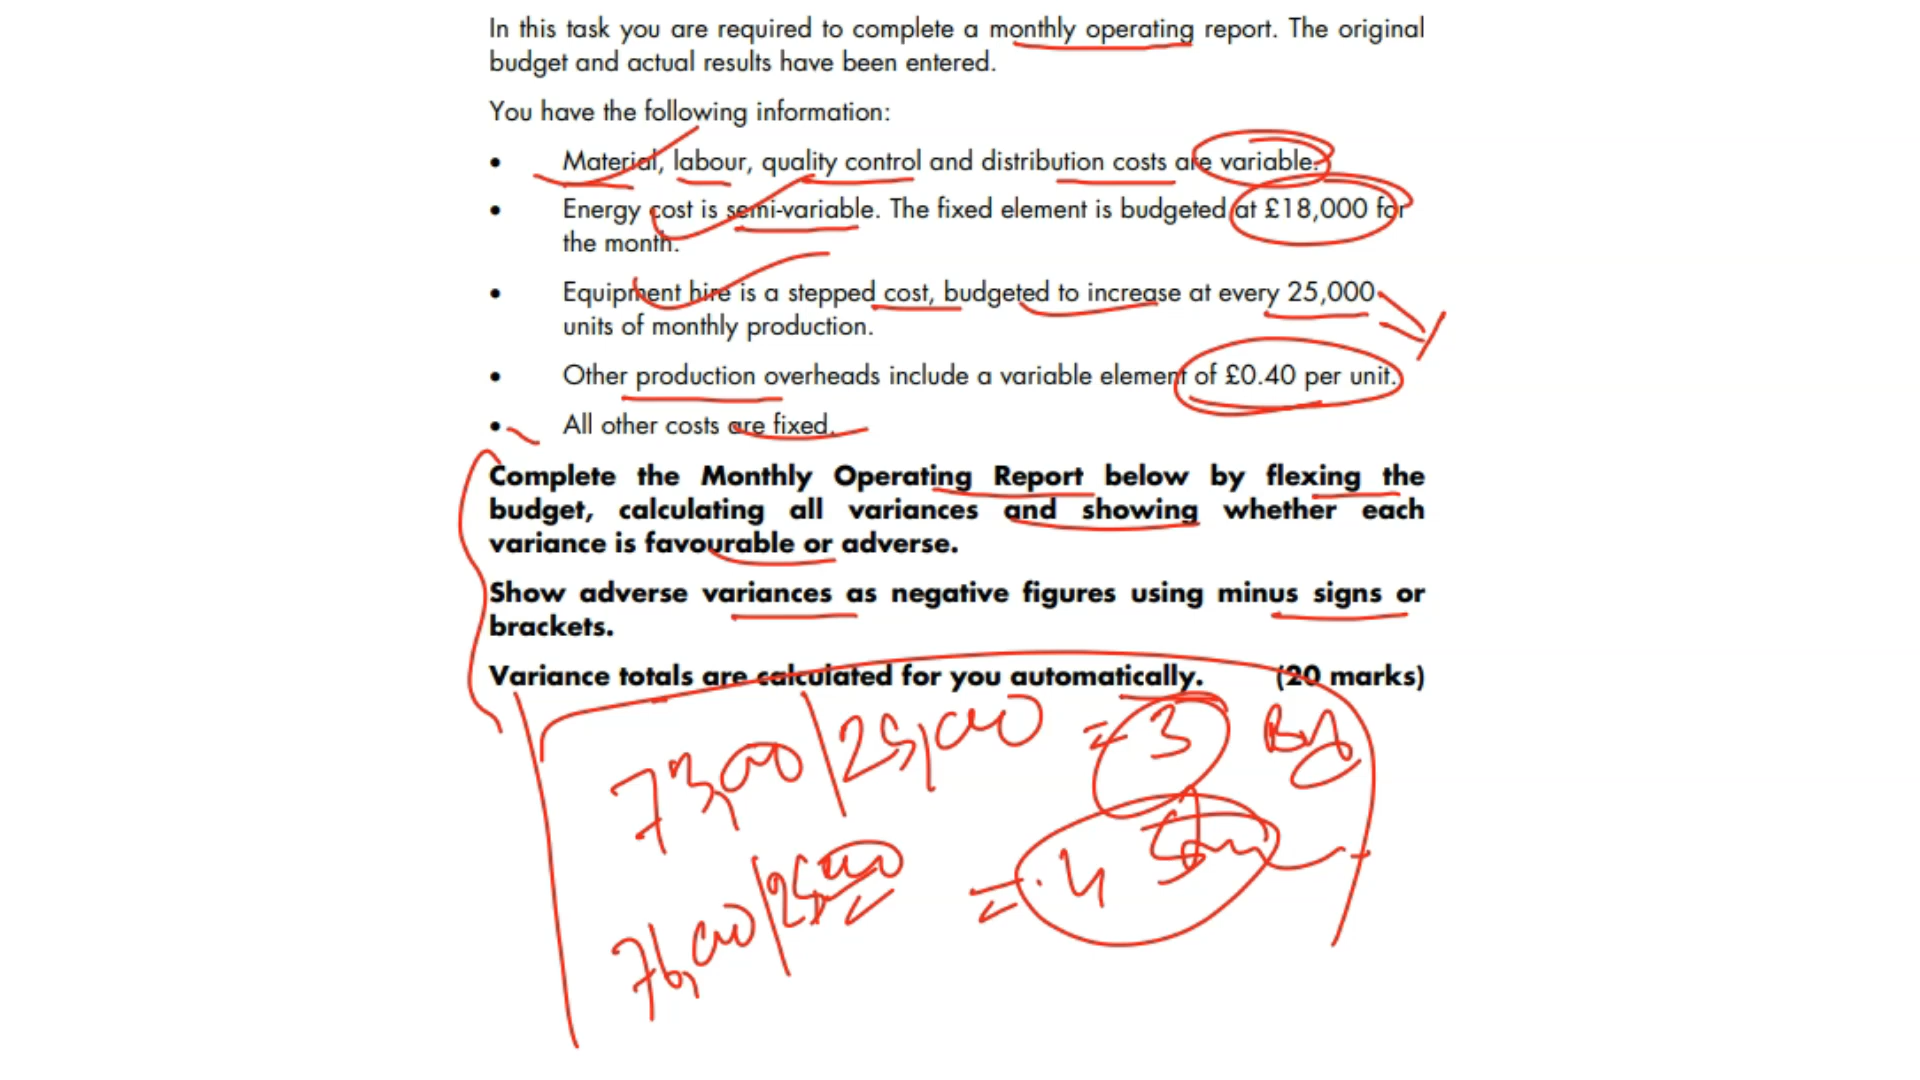 In this task you are required to complete a monthly operating report. The original
budget and actual results have been entered.
You have the following information:
• Material, labour, quality control and distribution costs are variable.
• Energy cost is semi-variable. The fixed element is budgeted at £18,000 for
the month.
• Equipment hire is a stepped cost, budgeted to increase at every 25,000
units of monthly production.
• Other production overheads include a variable element of £0.40 per unit.
• All other costs are fixed.
Complete the Monthly Operating Report below by flexing the
budget, calculating all variances and showing whether each
variance is favourable or adverse.
Show adverse variances as negative figures using minus signs or
brackets.
Variance totals are calculated for you automatically. (20 marks)
73,000 / 25,000 = 3
76,000 / 25,000 = 4